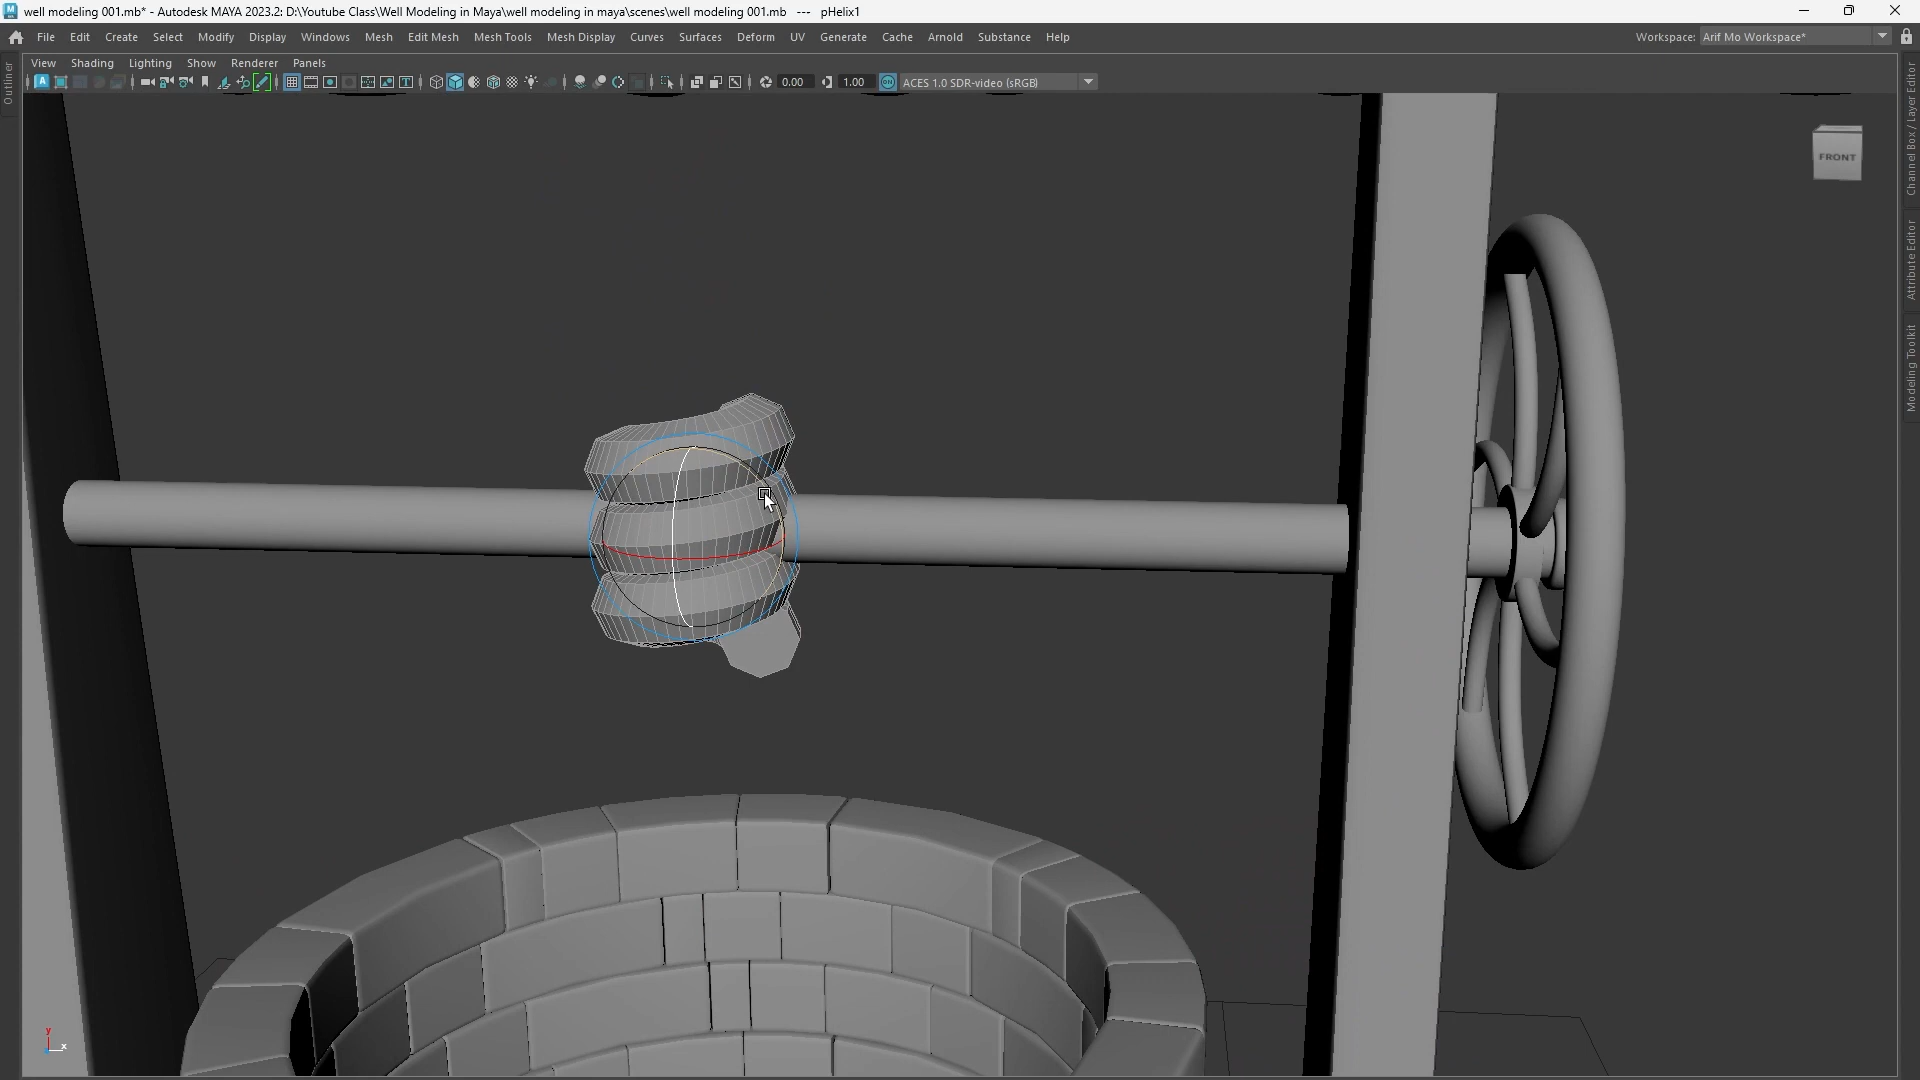 well modeling 001.mb* - Autodesk MAYA 2023.2: D:\Youtube Class\Well Modeling in Maya\well modeling in maya\scenes\well modeling 001.mb --- pHelix1
File Edit Create Select Modify Display Windows Mesh Edit Mesh Mesh Tools Mesh Display Curves Surfaces Deform UV Generate Cache Arnold Substance Help
Workspace: Arif Mo Workspace*
View Shading Lighting Show Renderer Panels
0.00 1.00 ON ACES 1.0 SDR-video (sRGB)
Outliner
Channel Box / Layer Editor
Attribute Editor
Modeling Toolkit
FRONT
y
x